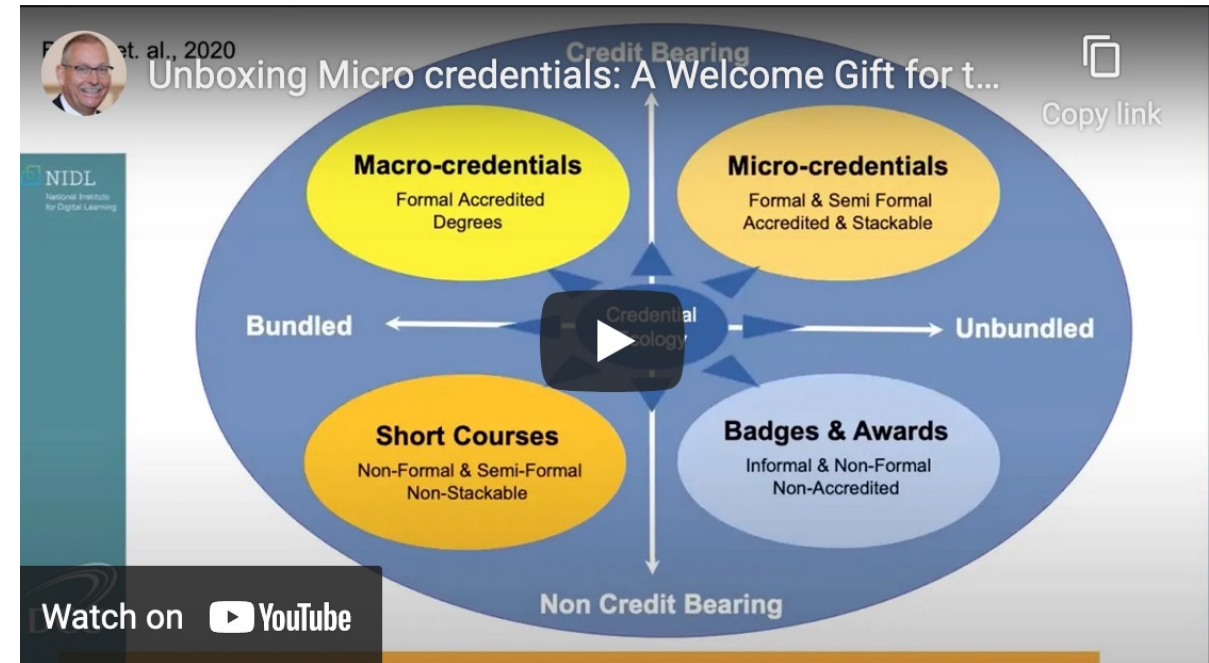 et. al., 2020
Unboxing Micro credentials: A Welcome Gift for t...
Copy link
Credit Bearing
NIDL
National Institute
for Digital Learning
Macro-credentials
Formal Accredited
Degrees
Micro-credentials
Formal & Semi Formal
Accredited & Stackable
Bundled
Credential
Ecology
Unbundled
Short Courses
Non-Formal & Semi-Formal
Non-Stackable
Badges & Awards
Informal & Non-Formal
Non-Accredited
Non Credit Bearing
Watch on YouTube